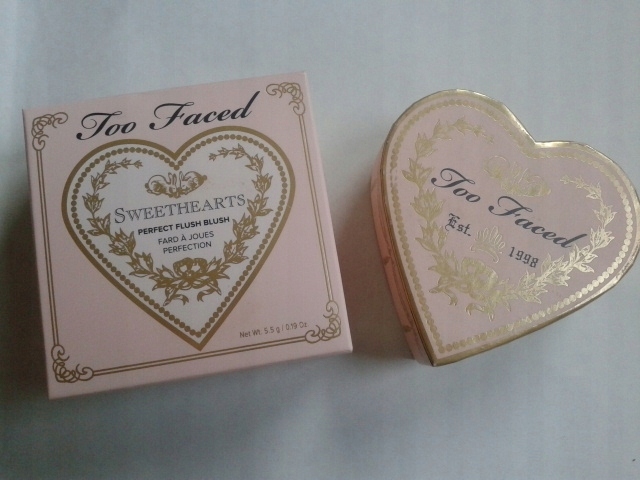 Too Faced
SWEETHEARTS
PERFECT FLUSH BLUSH
FARD À JOUES
PERFECTION
Net Wt. 5.5 g / 0.19 Oz.
Too Faced
Est. 1998